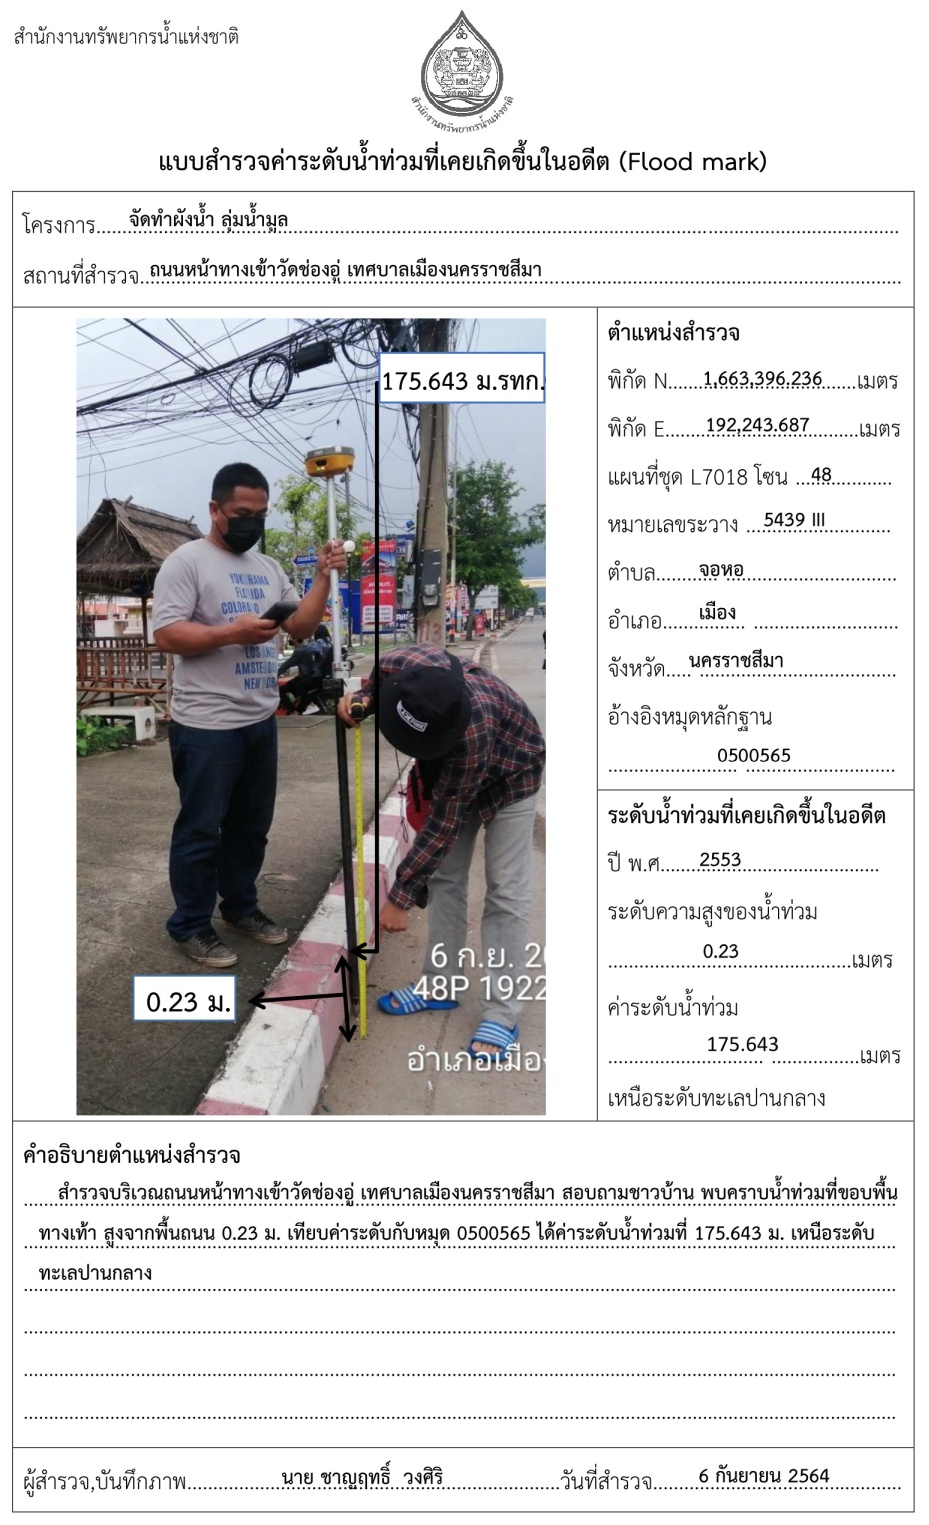 สำนักงานทรัพยากรน้ำแห่งชาติ
สำนักงานทรัพยากรน้ำแห่งชาติ
แบบสำรวจค่าระดับน้ำท่วมที่เคยเกิดขึ้นในอดีต (Flood mark)
โครงการ....จัดทำผังน้ำ ลุ่มน้ำมูล....
สถานที่สำรวจ....ถนนหน้าทางเข้าวัดช่องอู่ เทศบาลเมืองนครราชสีมา....
175.643 ม.รทก.
YOKOHAMA
FLORIDA
COLORADO
LOS
AMSTERDA
NEW YOR
0.23 ม.
6 ก.ย. 2
48P 1922
อำเภอเมือง
ตำแหน่งสำรวจ
พิกัด N....1,663,396.236....เมตร
พิกัด E....192,243.687....เมตร
แผนที่ชุด L7018 โซน ....48....
หมายเลขระวาง ....5439 III....
ตำบล....จอหอ....
อำเภอ....เมือง....
จังหวัด....นครราชสีมา....
อ้างอิงหมุดหลักฐาน
....0500565....
ระดับน้ำท่วมที่เคยเกิดขึ้นในอดีต
ปี พ.ศ....2553....
ระดับความสูงของน้ำท่วม
....0.23....เมตร
ค่าระดับน้ำท่วม
....175.643....เมตร
เหนือระดับทะเลปานกลาง
คำอธิบายตำแหน่งสำรวจ
สำรวจบริเวณถนนหน้าทางเข้าวัดช่องอู่ เทศบาลเมืองนครราชสีมา สอบถามชาวบ้าน พบคราบน้ำท่วมที่ขอบพื้น
ทางเท้า สูงจากพื้นถนน 0.23 ม. เทียบค่าระดับกับหมุด 0500565 ได้ค่าระดับน้ำท่วมที่ 175.643 ม. เหนือระดับ
ทะเลปานกลาง
ผู้สำรวจ,บันทึกภาพ....นาย ชาญฤทธิ์ วงศิริ....วันที่สำรวจ....6 กันยายน 2564....